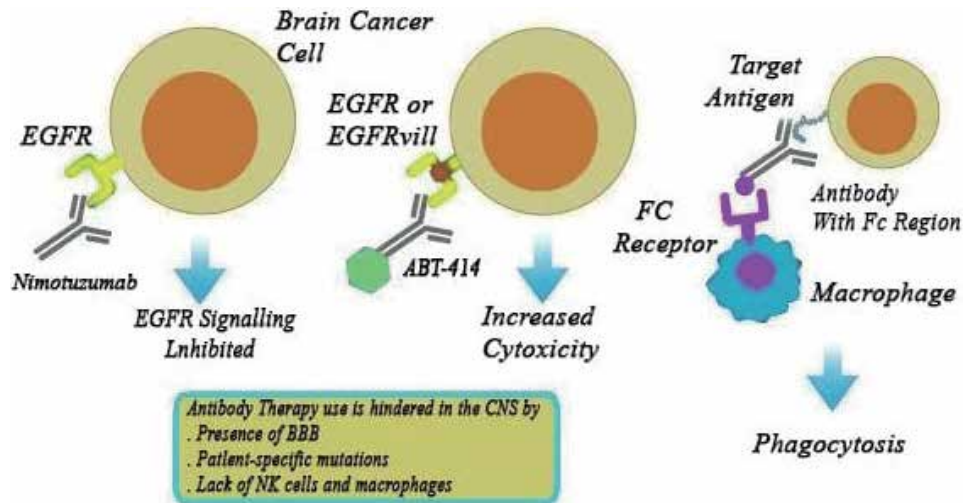 Brain Cancer
Cell
EGFR
Nimotuzumab
EGFR Signalling
Lnhibited
EGFR or
EGFRvill
ABT-414
Increased
Cytoxicity
Target
Antigen
Antibody
With Fc Region
FC
Receptor
Macrophage
Phagocytosis
Antibody Therapy use is hindered in the CNS by
. Presence of BBB
. Patlent-specific mutations
. Lack of NK cells and macrophages